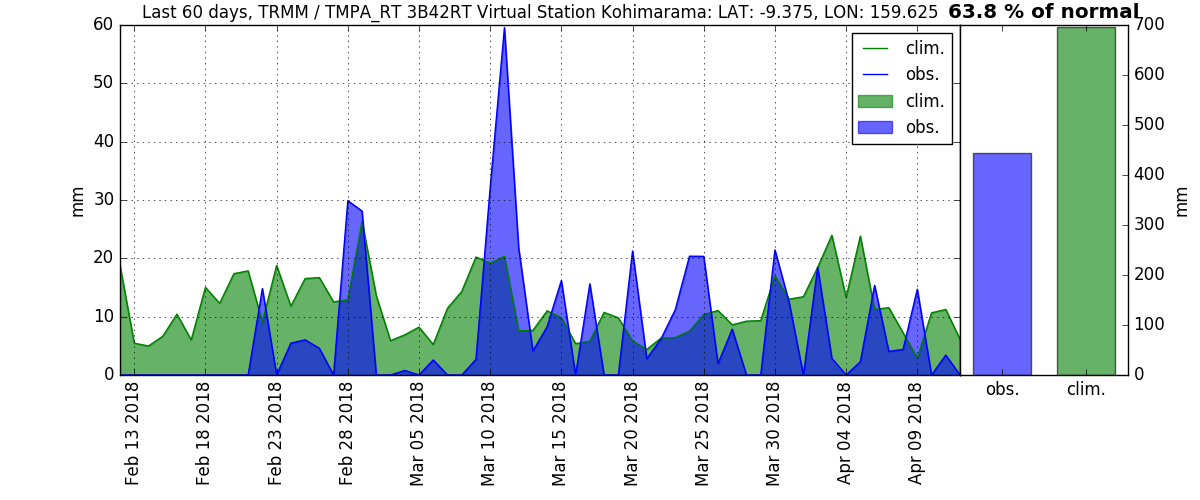 Last 60 days, TRMM / TMPA_RT 3B42RT Virtual Station Kohimarama: LAT: -9.375, LON: 159.625 63.8 % of normal
60
50
40
30
20
10
0
mm
clim.
obs.
clim.
obs.
Feb 13 2018
Feb 18 2018
Feb 23 2018
Feb 28 2018
Mar 05 2018
Mar 10 2018
Mar 15 2018
Mar 20 2018
Mar 25 2018
Mar 30 2018
Apr 04 2018
Apr 09 2018
700
600
500
400
300
200
100
0
mm
obs.
clim.